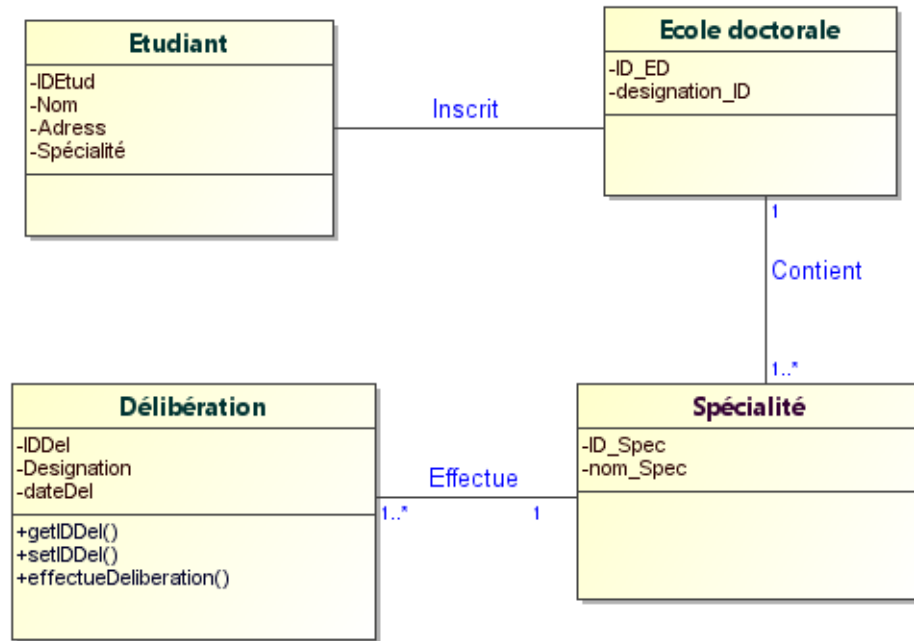 Etudiant
-IDEtud
-Nom
-Adress
-Spécialité
Inscrit
Ecole doctorale
-ID_ED
-designation_ID
1
Contient
1..*
Délibération
-IDDel
-Designation
-dateDel
+getIDDel()
+setIDDel()
+effectueDeliberation()
Effectue
1..*
1
Spécialité
-ID_Spec
-nom_Spec